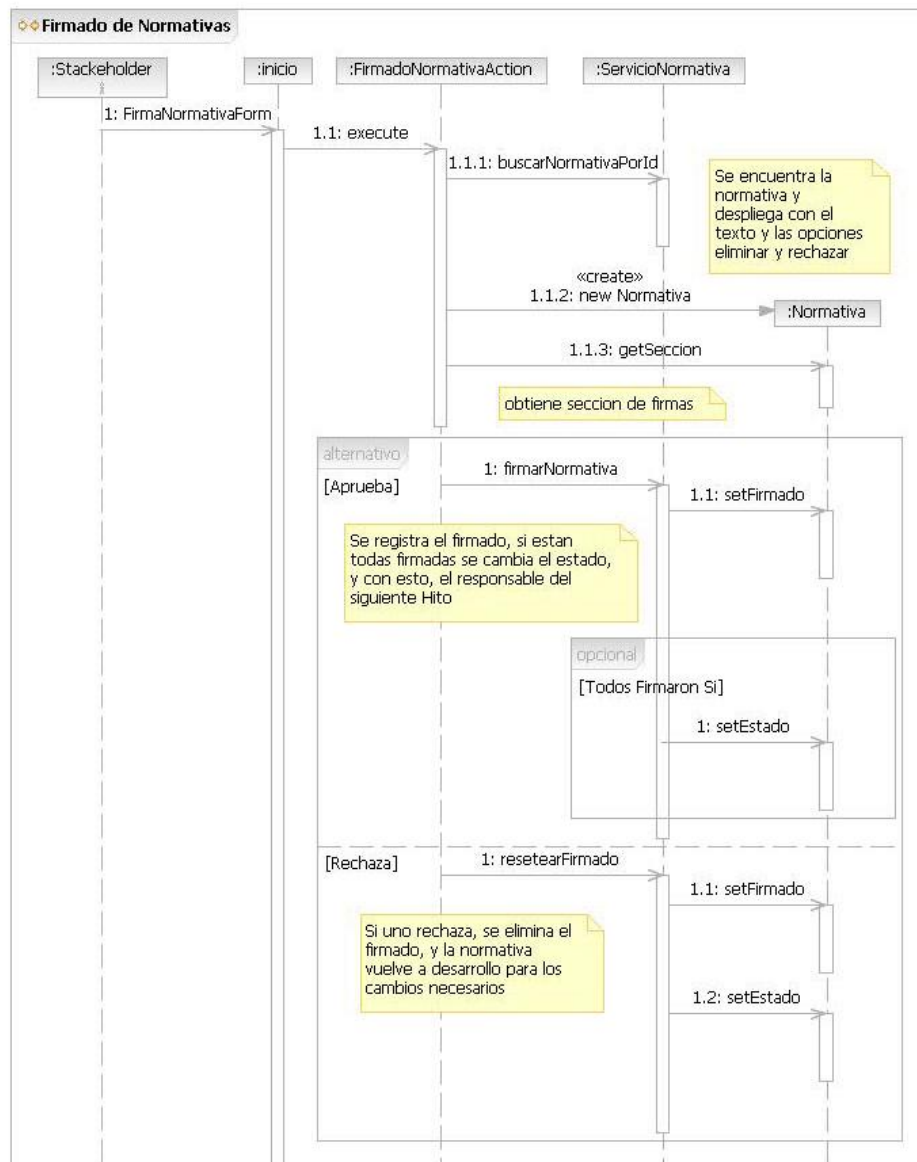 Firmado de Normativas
:Stackeholder
:inicio
:FirmadoNormativaAction
:ServicioNormativa
1: FirmaNormativaForm
1.1: execute
1.1.1: buscarNormativaPorId
Se encuentra la
normativa y
despliega con el
texto y las opciones
eliminar y rechazar
«create»
1.1.2: new Normativa
:Normativa
1.1.3: getSeccion
obtiene seccion de firmas
alternativo
[Aprueba]
1: firmarNormativa
1.1: setFirmado
Se registra el firmado, si estan
todas firmadas se cambia el estado,
y con esto, el responsable del
siguiente Hito
opcional
[Todos Firmaron Si]
1: setEstado
[Rechaza]
1: resetearFirmado
1.1: setFirmado
Si uno rechaza, se elimina el
firmado, y la normativa
vuelve a desarrollo para los
cambios necesarios
1.2: setEstado